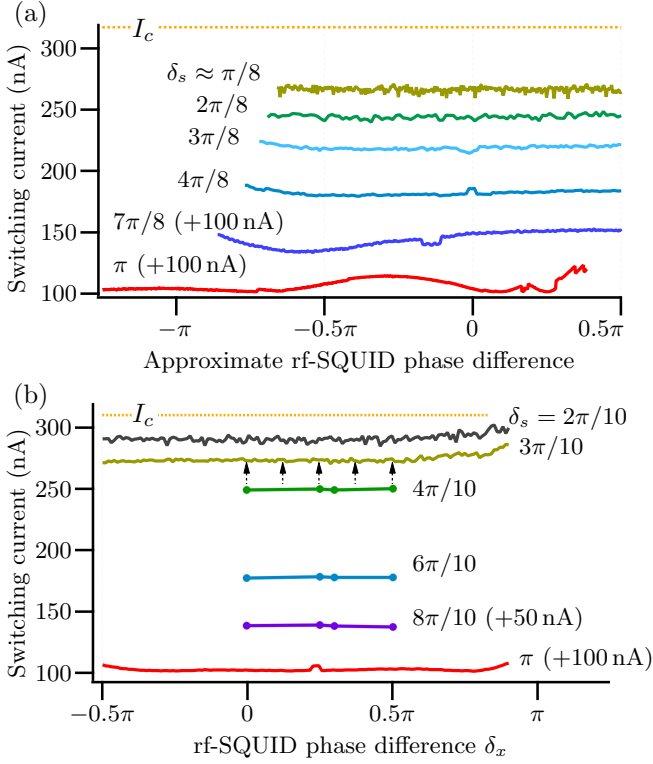 (a)
I_c
300
δ_s ≈ π/8
250
2π/8
3π/8
200
4π/8
150
7π/8 (+100 nA)
π (+100 nA)
100
Switching current (nA)
−π
−0.5π
0
0.5π
Approximate rf-SQUID phase difference
(b)
I_c
300
δ_s = 2π/10
3π/10
250
4π/10
200
6π/10
150
8π/10 (+50 nA)
π (+100 nA)
100
Switching current (nA)
−0.5π
0
0.5π
π
rf-SQUID phase difference δ_x